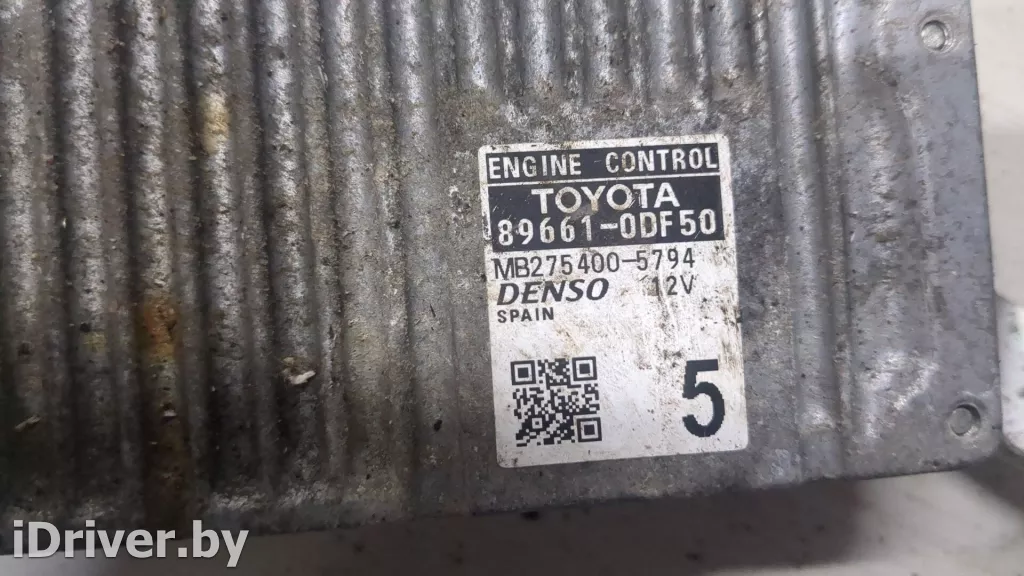 ENGINE CONTROL
TOYOTA
89661-0DF50
MB275400-5794
DENSO 12V
SPAIN
5
iDriver.by